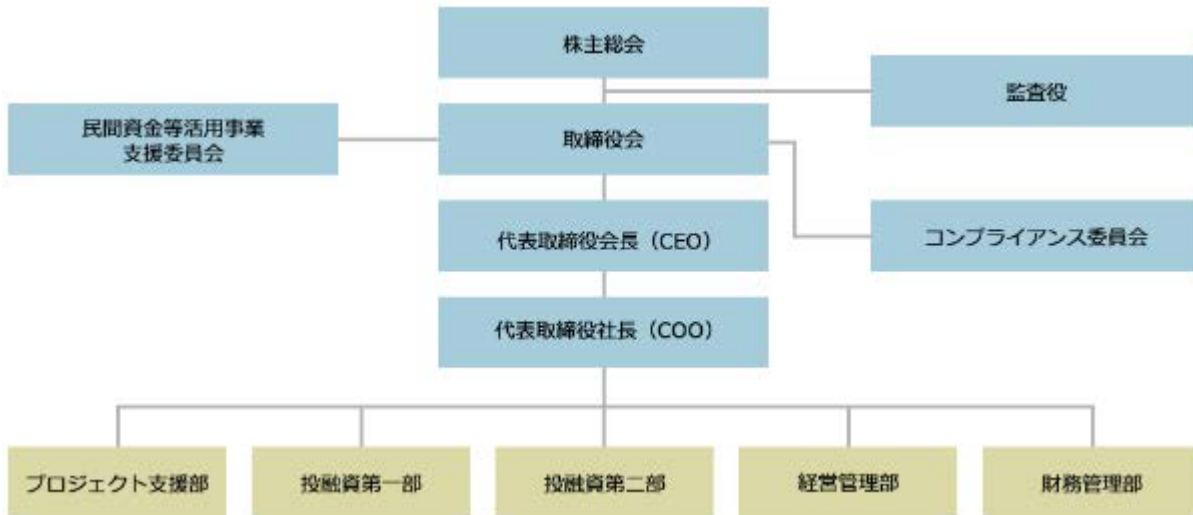 株主総会
監査役
民間資金等活用事業
支援委員会
取締役会
代表取締役会長（CEO）
コンプライアンス委員会
代表取締役社長（COO）
プロジェクト支援部
投融資第一部
投融資第二部
経営管理部
財務管理部